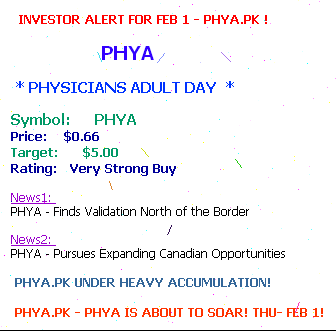 INVESTOR ALERT FOR FEB 1 - PHYA.PK !
PHYA
* PHYSICIANS ADULT DAY *
Symbol: PHYA
Price: $0.66
Target: $5.00
Rating: Very Strong Buy
News1:
PHYA - Finds Validation North of the Border
News2:
PHYA - Pursues Expanding Canadian Opportunities
PHYA.PK UNDER HEAVY ACCUMULATION!
PHYA.PK - PHYA IS ABOUT TO SOAR! THU- FEB 1!